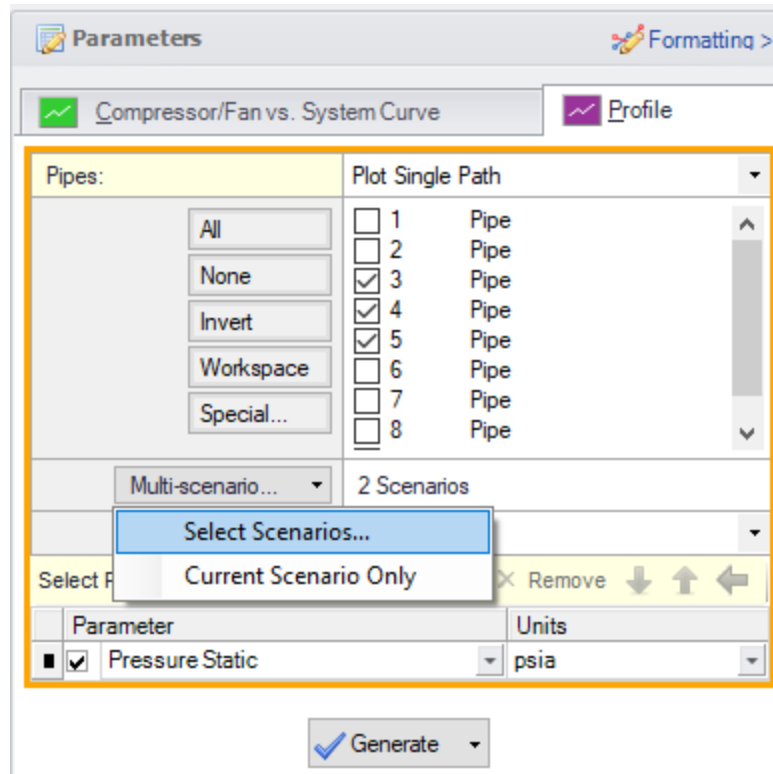 Parameters
Formatting >
Compressor/Fan vs. System Curve
Profile
Pipes:
Plot Single Path
All
None
Invert
Workspace
Special...
1 Pipe
2 Pipe
3 Pipe
4 Pipe
5 Pipe
6 Pipe
7 Pipe
8 Pipe
Multi-scenario...
2 Scenarios
Select Scenarios...
Current Scenario Only
Select
Remove
Parameter
Units
Pressure Static
psia
Generate